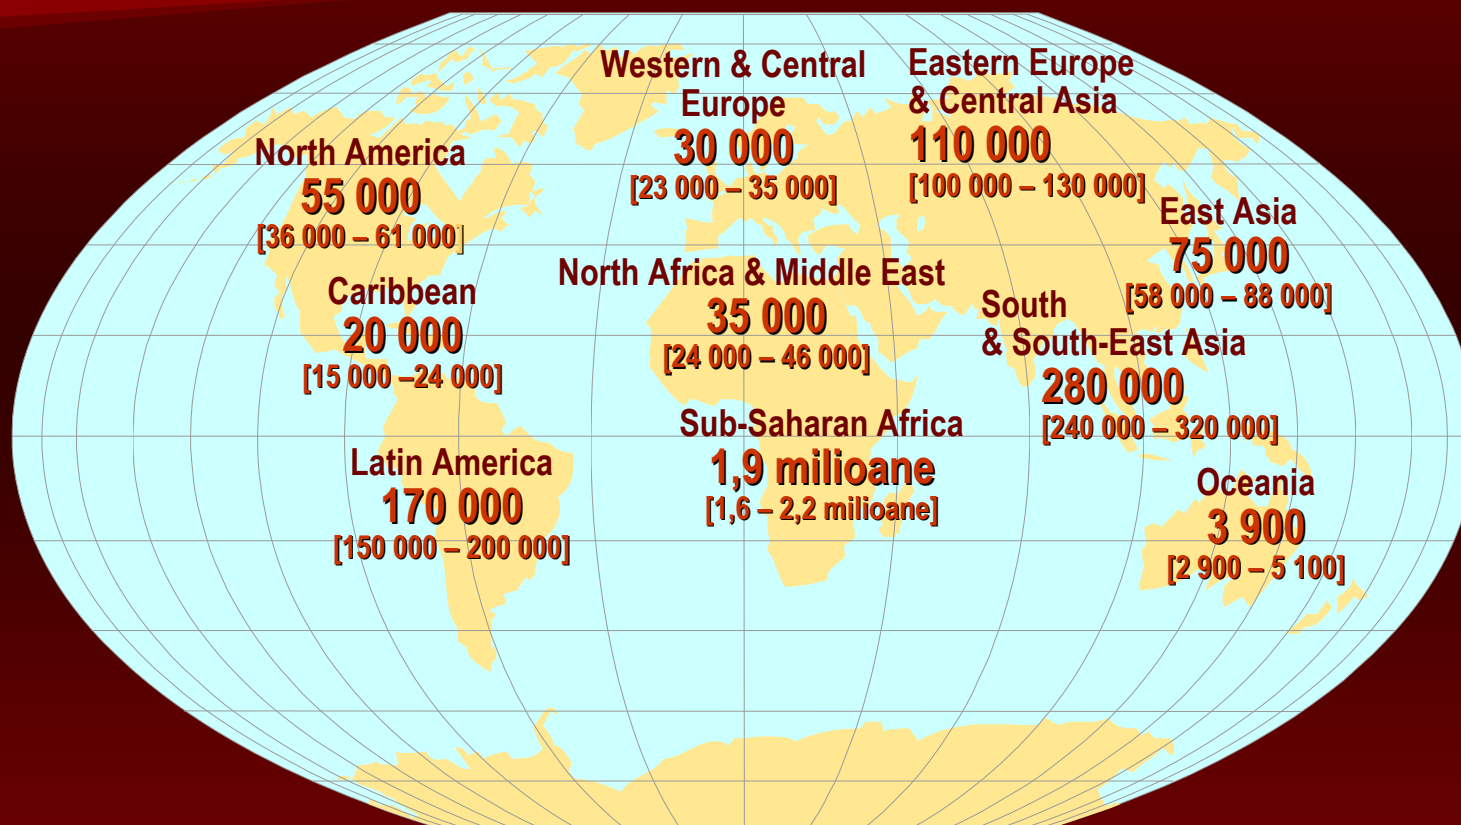 Western & Central
Europe
30 000
[23 000 – 35 000]
Eastern Europe
& Central Asia
110 000
[100 000 – 130 000]
North America
55 000
[36 000 – 61 000]
East Asia
75 000
[58 000 – 88 000]
Caribbean
20 000
[15 000 –24 000]
North Africa & Middle East
35 000
[24 000 – 46 000]
South
& South-East Asia
280 000
[240 000 – 320 000]
Sub-Saharan Africa
1,9 milioane
[1,6 – 2,2 milioane]
Latin America
170 000
[150 000 – 200 000]
Oceania
3 900
[2 900 – 5 100]